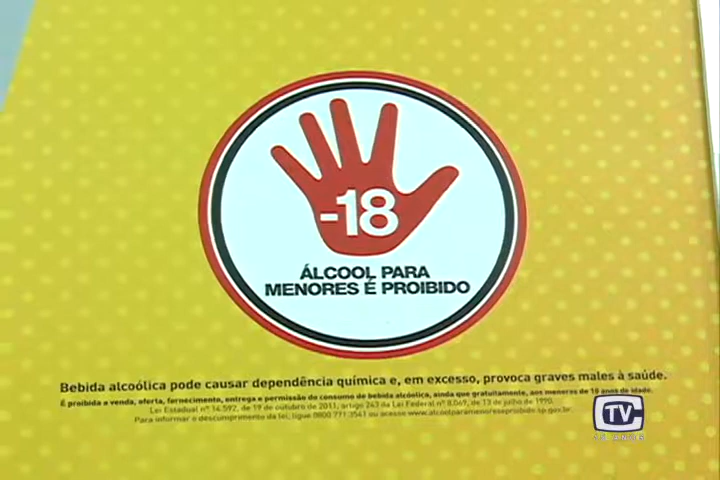 -18
ÁLCOOL PARA
MENORES É PROIBIDO
Bebida alcoólica pode causar dependência química e, em excesso, provoca graves males à saúde.
É proibida a venda, oferta, fornecimento, entrega e permissão do consumo de bebida alcoólica, ainda que gratuitamente, aos menores de 18 anos de idade.
Lei Estadual nº 14.592, de 19 de outubro de 2011, artigo 243 da Lei Federal nº 8.069, de 13 de julho de 1990.
Para informar o descumprimento da lei, ligue 0800 771 3541 ou acesse www.alcoolparamenoreseproibido.sp.gov.br.
TV